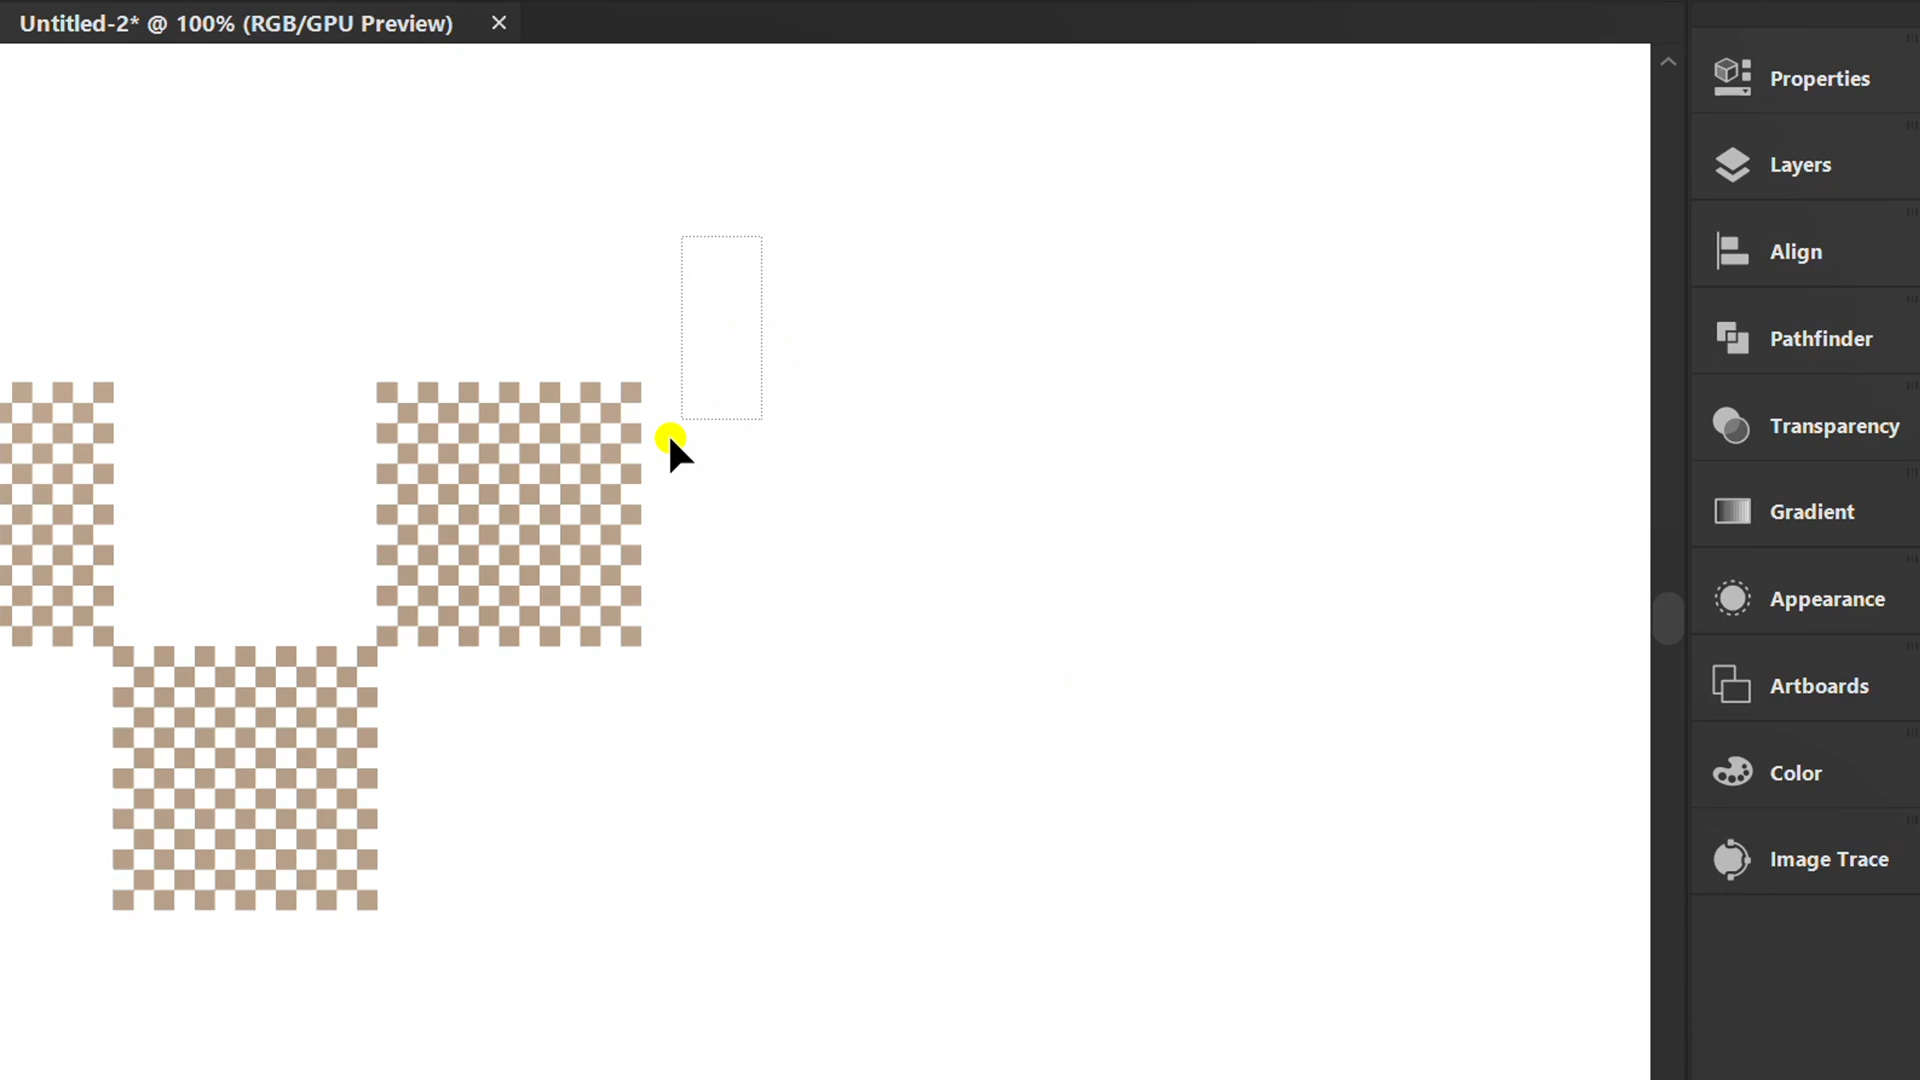 Untitled-2* @ 100% (RGB/GPU Preview)
Properties
Layers
Align
Pathfinder
Transparency
Gradient
Appearance
Artboards
Color
Image Trace